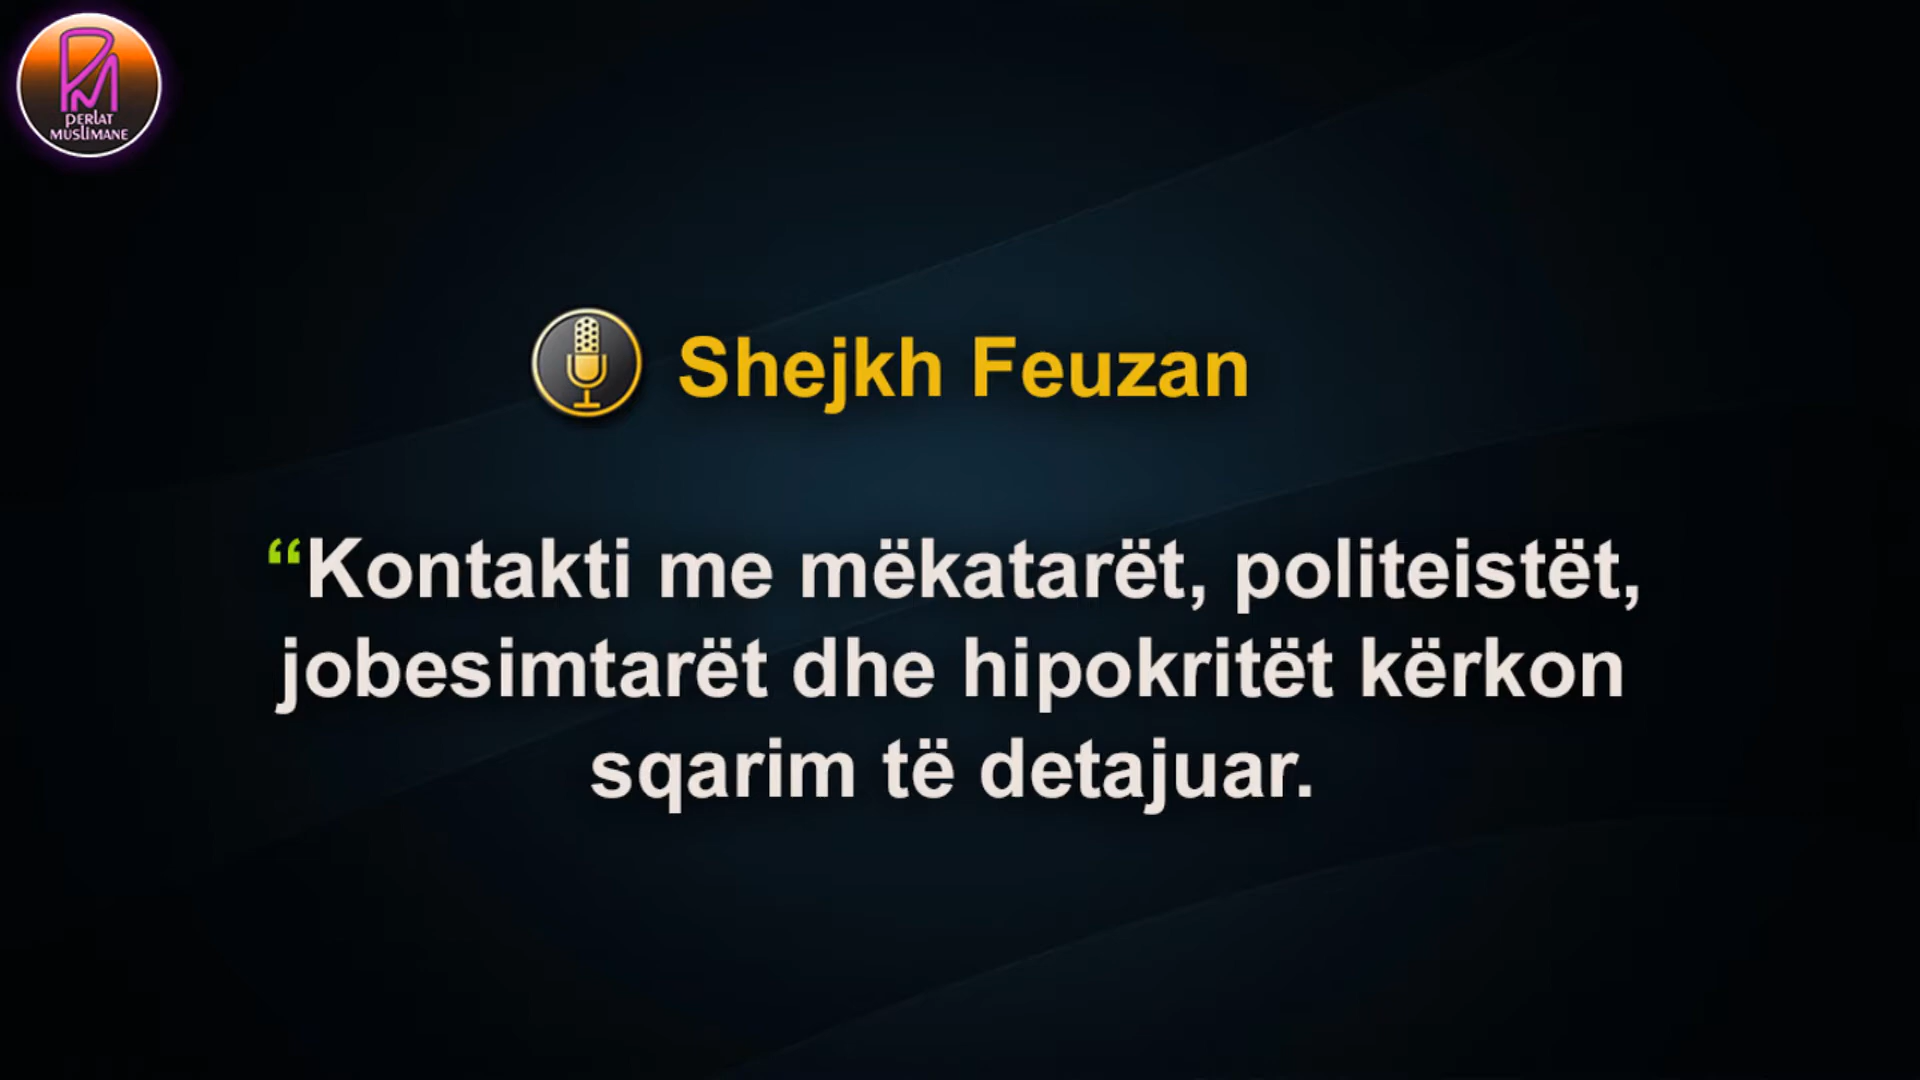 PERLAT
MUSLIMANE
Shejkh Feuzan
“Kontakti me mëkatarët, politeistët,
jobesimtarët dhe hipokritët kërkon
sqarim të detajuar.